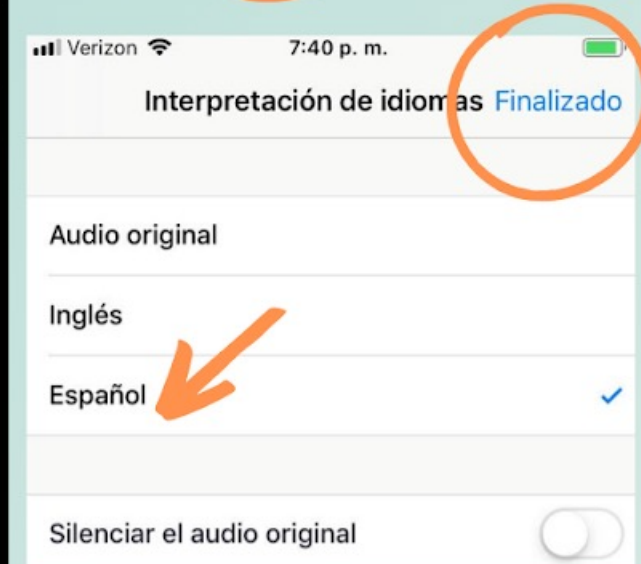 Verizon 7:40 p. m.
Interpretación de idiomas Finalizado
Audio original
Inglés
Español
Silenciar el audio original